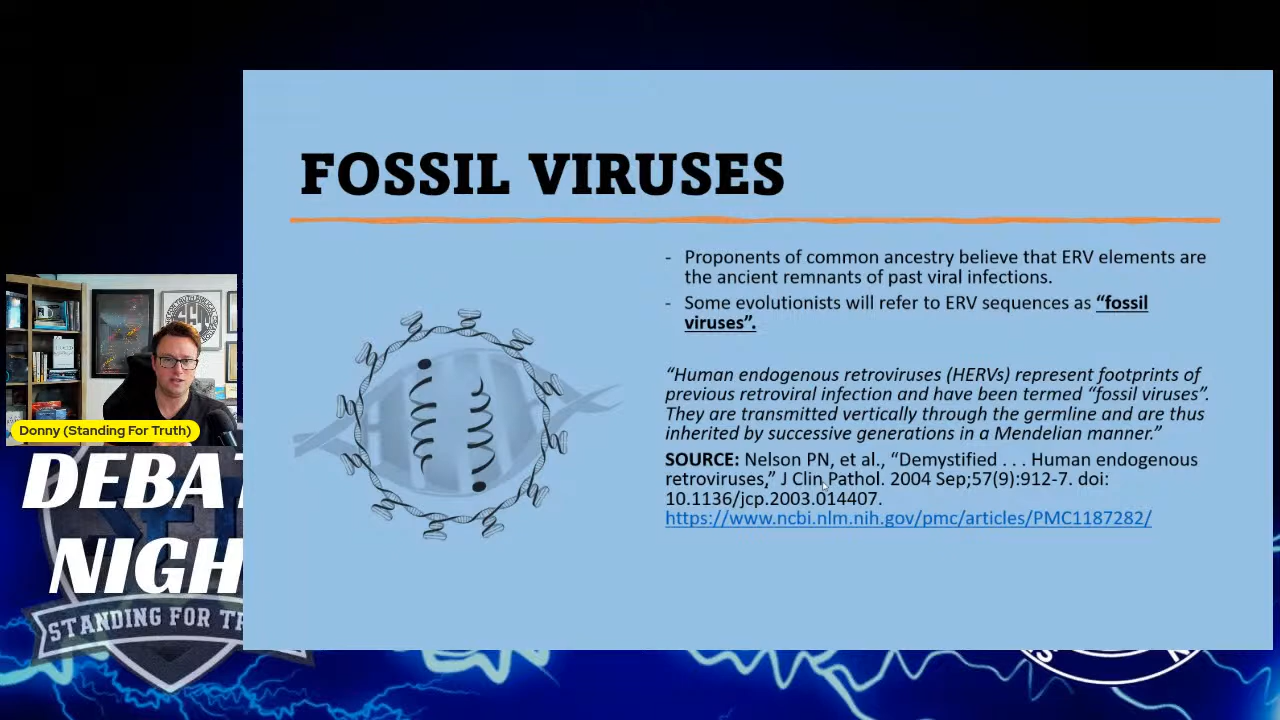 FOSSIL VIRUSES
- Proponents of common ancestry believe that ERV elements are
the ancient remnants of past viral infections.
- Some evolutionists will refer to ERV sequences as “fossil
viruses”.
“Human endogenous retroviruses (HERVs) represent footprints of
previous retroviral infection and have been termed “fossil viruses”.
They are transmitted vertically through the germline and are thus
inherited by successive generations in a Mendelian manner.”
SOURCE: Nelson PN, et al., “Demystified . . . Human endogenous
retroviruses,” J Clin Pathol. 2004 Sep;57(9):912-7. doi:
10.1136/jcp.2003.014407.
https://www.ncbi.nlm.nih.gov/pmc/articles/PMC1187282/
Donny (Standing For Truth)
DEBAT
NIGH
STANDING FOR TR